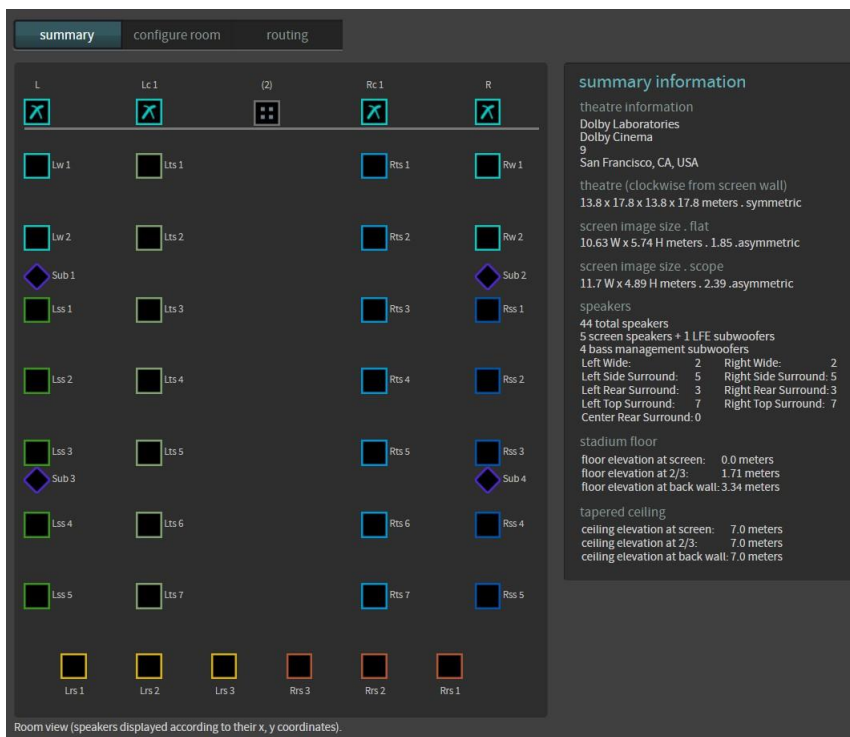 summary configure room routing
L Lc 1 (2) Rc 1 R
Lw 1 Lts 1 Rts 1 Rw 1
Lw 2 Lts 2 Rts 2 Rw 2
Sub 1 Sub 2
Lss 1 Lts 3 Rts 3 Rss 1
Lss 2 Lts 4 Rts 4 Rss 2
Lss 3 Lts 5 Rts 5 Rss 3
Sub 3 Sub 4
Lss 4 Lts 6 Rts 6 Rss 4
Lss 5 Lts 7 Rts 7 Rss 5
Lrs 1 Lrs 2 Lrs 3 Rrs 3 Rrs 2 Rrs 1
Room view (speakers displayed according to their x, y coordinates).
summary information
theatre information
Dolby Laboratories
Dolby Cinema
9
San Francisco, CA, USA
theatre (clockwise from screen wall)
13.8 x 17.8 x 13.8 x 17.8 meters . symmetric
screen image size . flat
10.63 W x 5.74 H meters . 1.85 .asymmetric
screen image size . scope
11.7 W x 4.89 H meters . 2.39 .asymmetric
speakers
44 total speakers
5 screen speakers + 1 LFE subwoofers
4 bass management subwoofers
Left Wide: 2 Right Wide: 2
Left Side Surround: 5 Right Side Surround: 5
Left Rear Surround: 3 Right Rear Surround: 3
Left Top Surround: 7 Right Top Surround: 7
Center Rear Surround: 0
stadium floor
floor elevation at screen: 0.0 meters
floor elevation at 2/3: 1.71 meters
floor elevation at back wall: 3.34 meters
tapered ceiling
ceiling elevation at screen: 7.0 meters
ceiling elevation at 2/3: 7.0 meters
ceiling elevation at back wall: 7.0 meters